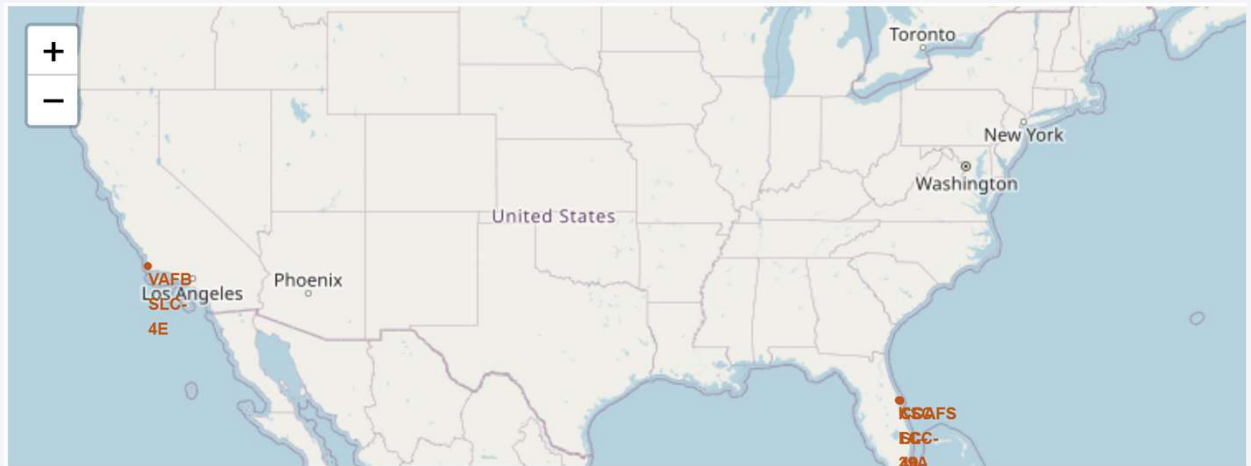 +
−
Toronto
New York
Washington
United States
Phoenix
VAFB
Los Angeles
SLC-
4E